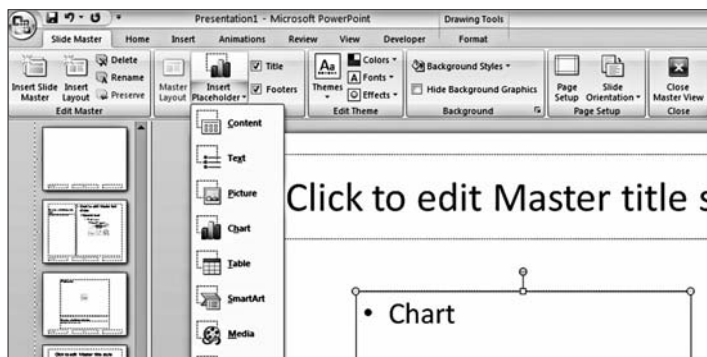 Presentation1 - Microsoft PowerPoint
Drawing Tools
Slide Master Home Insert Animations Review View Developer Format
Insert Slide Master
Insert Layout
Delete
Rename
Preserve
Edit Master
Master Layout
Insert Placeholder
Title
Footers
Themes
Aa
Colors
Fonts
Effects
Edit Theme
Background Styles
Hide Background Graphics
Background
Page Setup
Slide Orientation
Page Setup
Close Master View
Close
Content
Text
Picture
Chart
Table
SmartArt
Media
Click to edit Master title s
• Chart